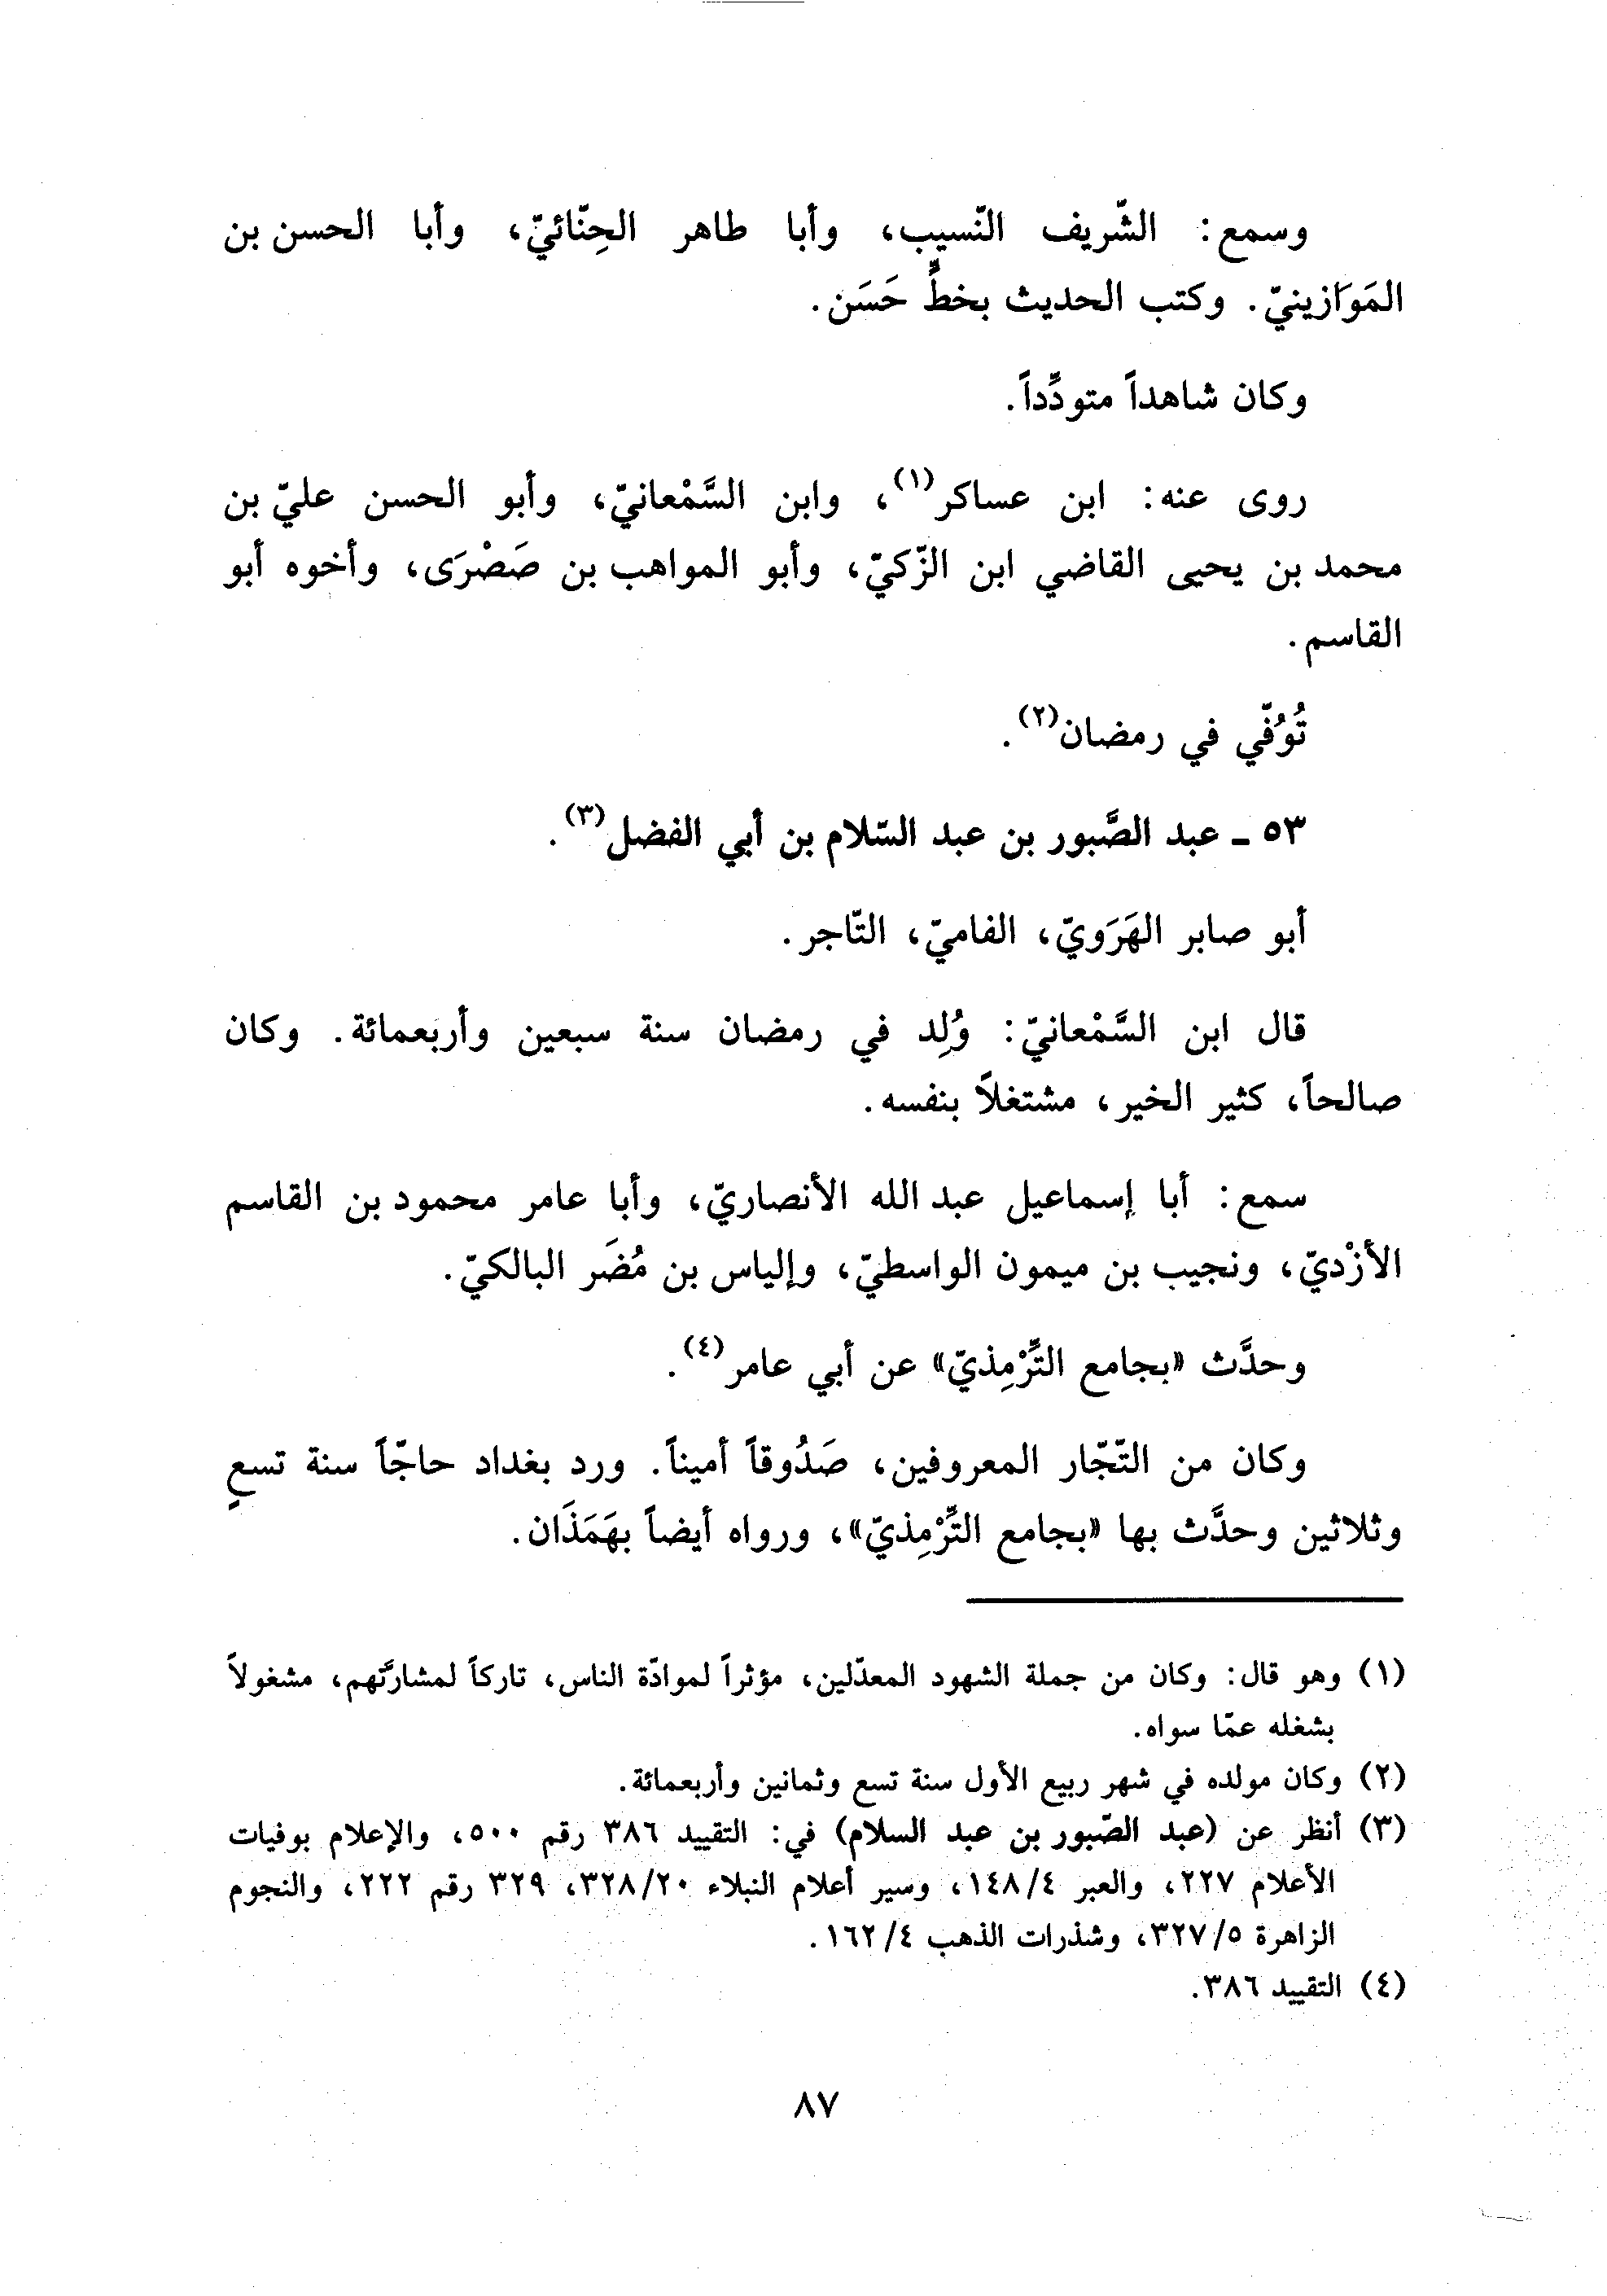 وسمع: الشّريف النّسيب، وأبا طاهر الحِنّائيّ، وأبا الحسن بن
المَوَازينيّ. وكتب الحديث بخطٍّ حَسَن.
وكان شاهداً متودِّداً.
روى عنه: ابن عساكر(١)، وابن السَّمْعانيّ، وأبو الحسن عليّ بن
محمد بن يحيى القاضي ابن الزّكيّ، وأبو المواهب بن صَصْرَى، وأخوه أبو
القاسم.
تُوُفّي في رمضان(٢).
٥٣ ـ عبد الصَّبور بن عبد السّلام بن أبي الفضل(٣).
أبو صابر الهَرَويّ، الفاميّ، التّاجر.
قال ابن السَّمْعانيّ: وُلِد في رمضان سنة سبعين وأربعمائة. وكان
صالحاً، كثير الخير، مشتغلاً بنفسه.
سمع: أبا إسماعيل عبد الله الأنصاريّ، وأبا عامر محمود بن القاسم
الأزْديّ، ونجيب بن ميمون الواسطيّ، وإلياس بن مُضَر البالكيّ.
وحدَّث «بجامع التِّرْمِذيّ» عن أبي عامر(٤).
وكان من التّجّار المعروفين، صَدُوقاً أميناً. ورد بغداد حاجّاً سنة تسعٍ
وثلاثين وحدَّث بها «بجامع التِّرْمِذيّ»، ورواه أيضاً بهَمَذَان.
(١) وهو قال: وكان من جملة الشهود المعدّلين، مؤثراً لموادّة الناس، تاركاً لمشارّتهم، مشغولاً
بشغله عمّا سواه.
(٢) وكان مولده في شهر ربيع الأول سنة تسع وثمانين وأربعمائة.
(٣) أنظر عن (عبد الصّبور بن عبد السلام) في: التقييد ٣٨٦ رقم ٥٠٠، والإعلام بوفيات
الأعلام ٢٢٧، والعبر ١٤٨/٤، وسير أعلام النبلاء ٣٢٨/٢٠، ٣٢٩ رقم ٢٢٢، والنجوم
الزاهرة ٣٢٧/٥، وشذرات الذهب ١٦٢/٤.
(٤) التقييد ٣٨٦.
٨٧